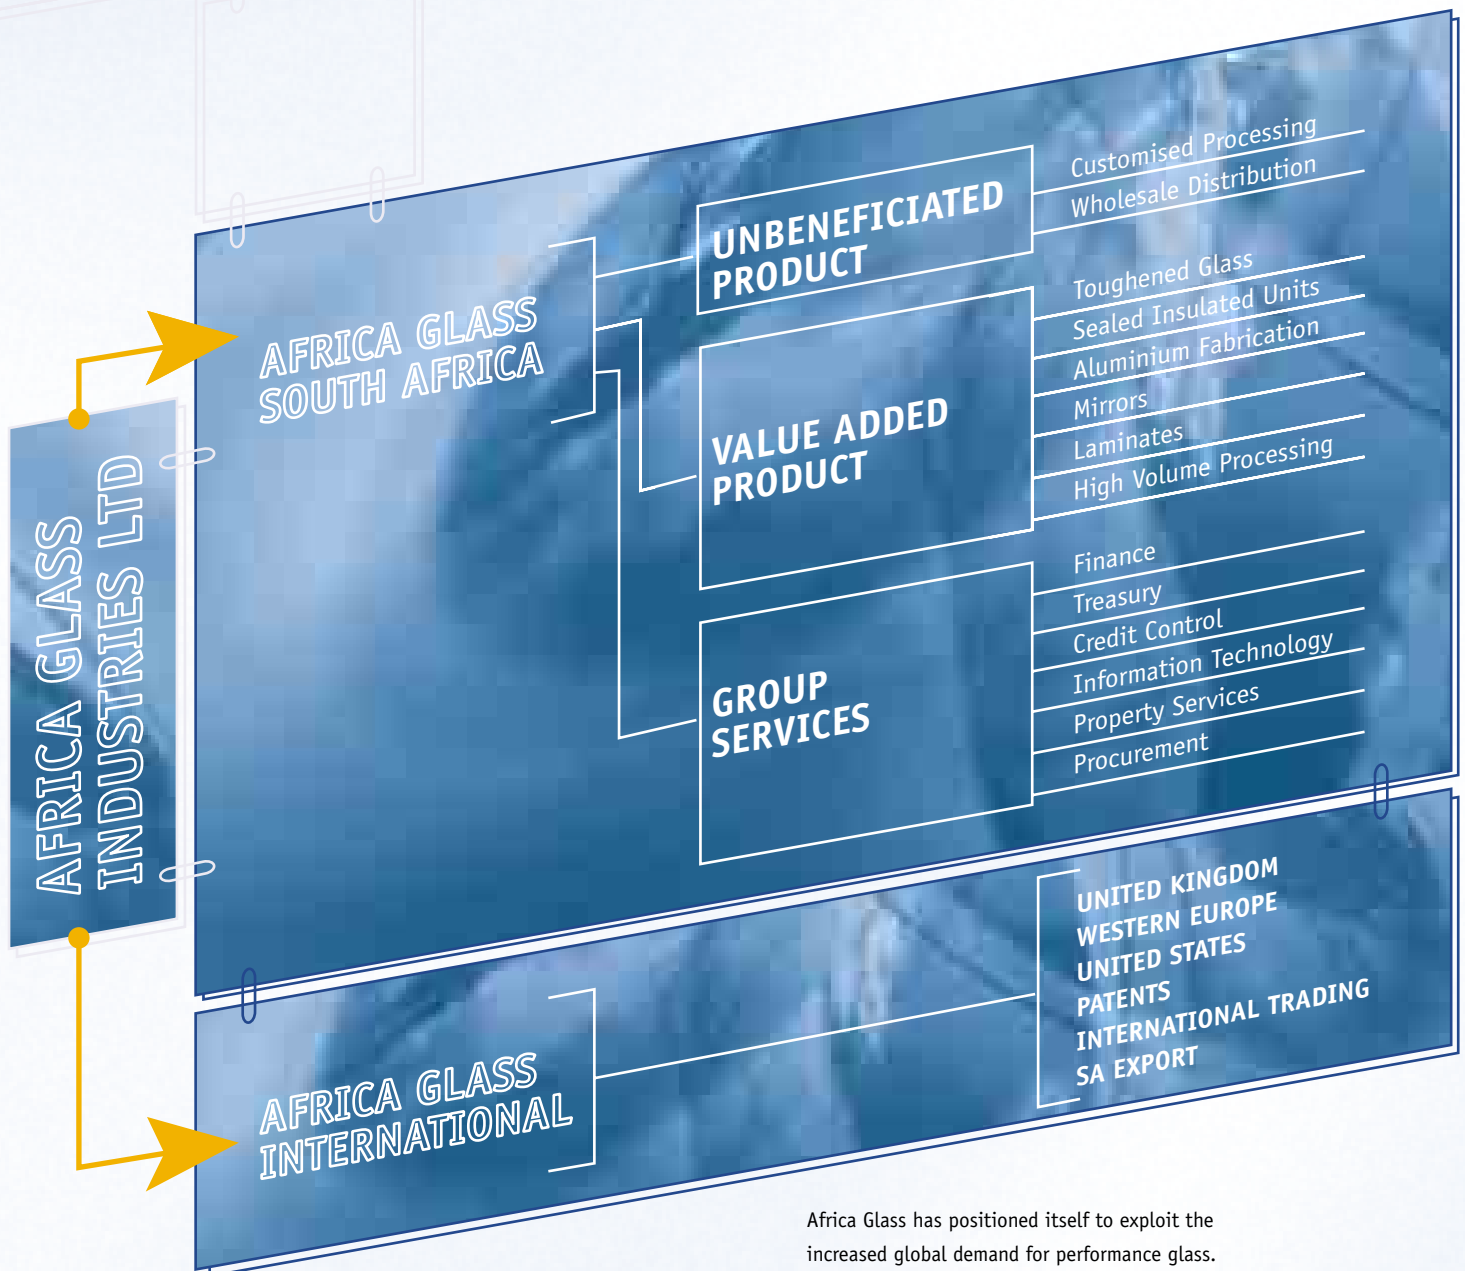 AFRICA GLASS
INDUSTRIES LTD
AFRICA GLASS
SOUTH AFRICA
UNBENEFICIATED
PRODUCT
Customised Processing
Wholesale Distribution
VALUE ADDED
PRODUCT
Toughened Glass
Sealed Insulated Units
Aluminium Fabrication
Mirrors
Laminates
High Volume Processing
GROUP
SERVICES
Finance
Treasury
Credit Control
Information Technology
Property Services
Procurement
AFRICA GLASS
INTERNATIONAL
UNITED KINGDOM
WESTERN EUROPE
UNITED STATES
PATENTS
INTERNATIONAL TRADING
SA EXPORT
Africa Glass has positioned itself to exploit the
increased global demand for performance glass.